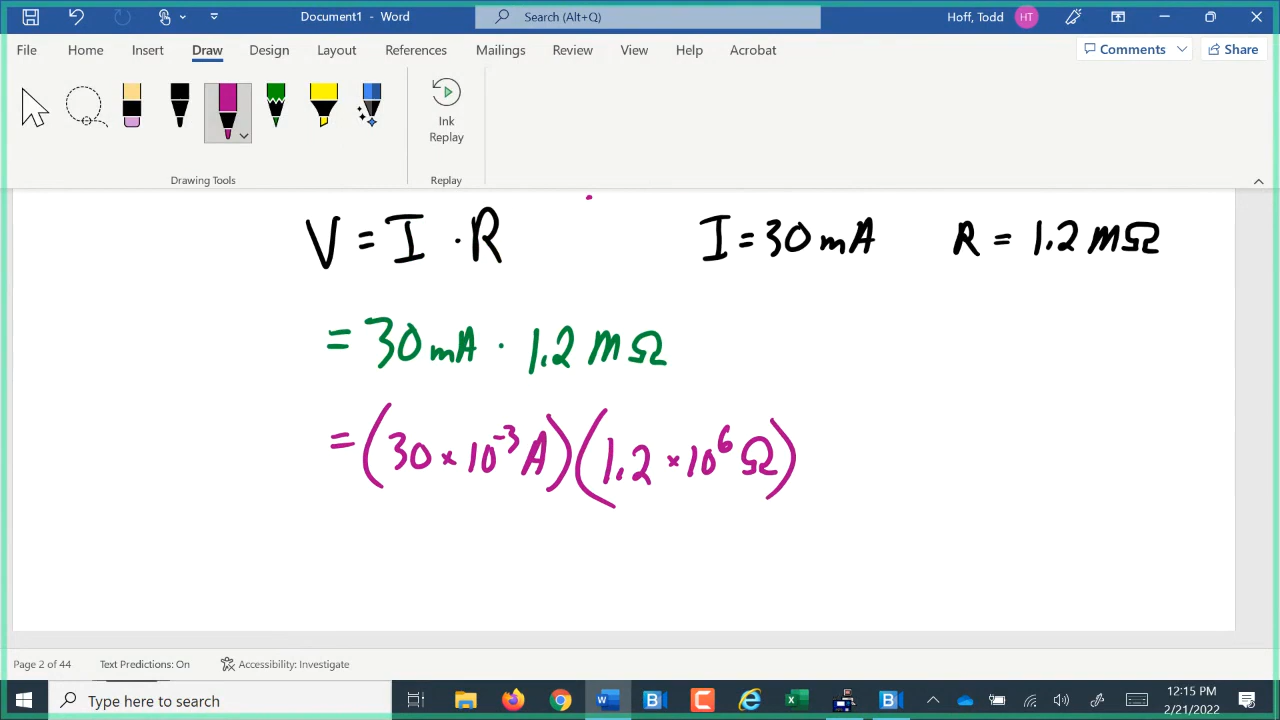 Document1 - Word
Search (Alt+Q)
Hoff, Todd
HT
File Home Insert Draw Design Layout References Mailings Review View Help Acrobat
Comments
Share
Ink Replay
Drawing Tools
Replay
V = I · R
I = 30 mA
R = 1.2 MΩ
= 30 mA · 1.2 MΩ
= (30 × 10⁻³ A)(1.2 × 10⁶ Ω)
Page 2 of 44
Text Predictions: On
Accessibility: Investigate
Type here to search
12:15 PM
2/21/2022